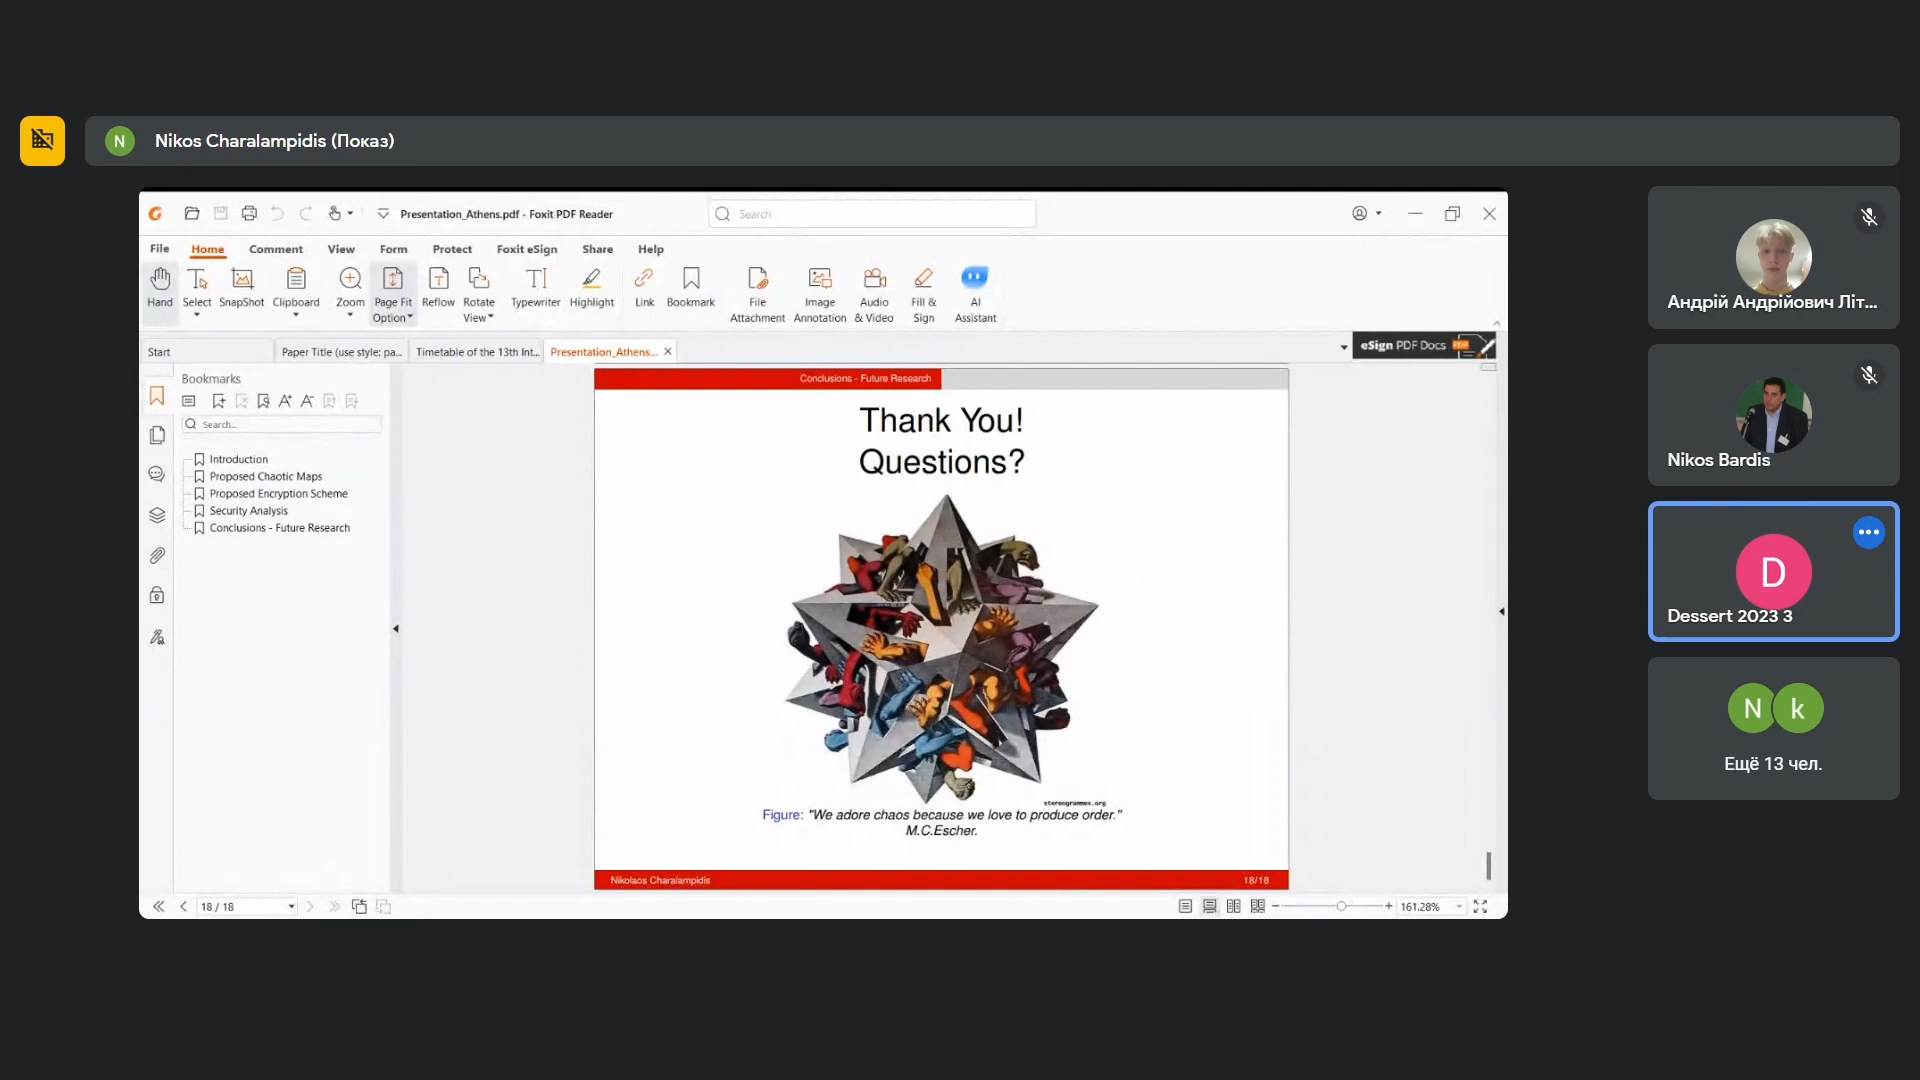 N Nikos Charalampidis (Показ)
Presentation_Athens.pdf - Foxit PDF Reader
Search
File Home Comment View Form Protect Foxit eSign Share Help
Hand Select SnapShot Clipboard Zoom Page Fit Option Reflow Rotate View Typewriter Highlight Link Bookmark File Attachment Image Annotation Audio & Video Fill & Sign AI Assistant
Start Paper Title (use style: pa... Timetable of the 13th Int... Presentation_Athens... eSign PDF Docs
Bookmarks
Search...
Introduction
Proposed Chaotic Maps
Proposed Encryption Scheme
Security Analysis
Conclusions - Future Research
Conclusions - Future Research
Thank You!
Questions?
stereogrammes.org
Figure: "We adore chaos because we love to produce order."
M.C.Escher.
Nikolaos Charalampidis 18/18
18 / 18 161.28%
Андрій Андрійович Літ...
Nikos Bardis
D
Dessert 2023 3
N k
Ещё 13 чел.